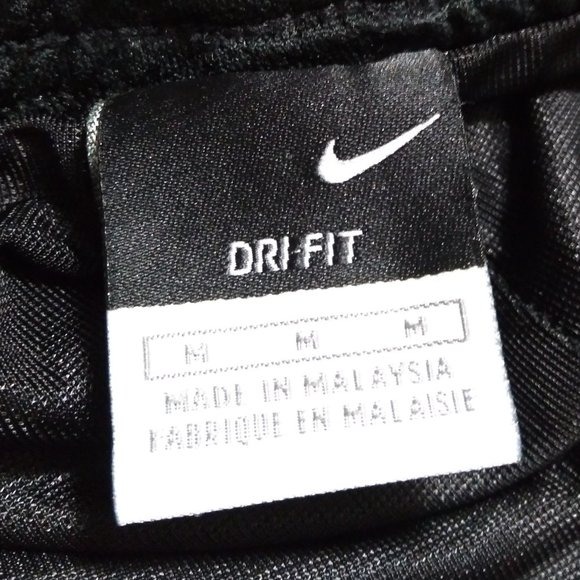 DRI-FIT
M M M
MADE IN MALAYSIA
FABRIQUE EN MALAISIE